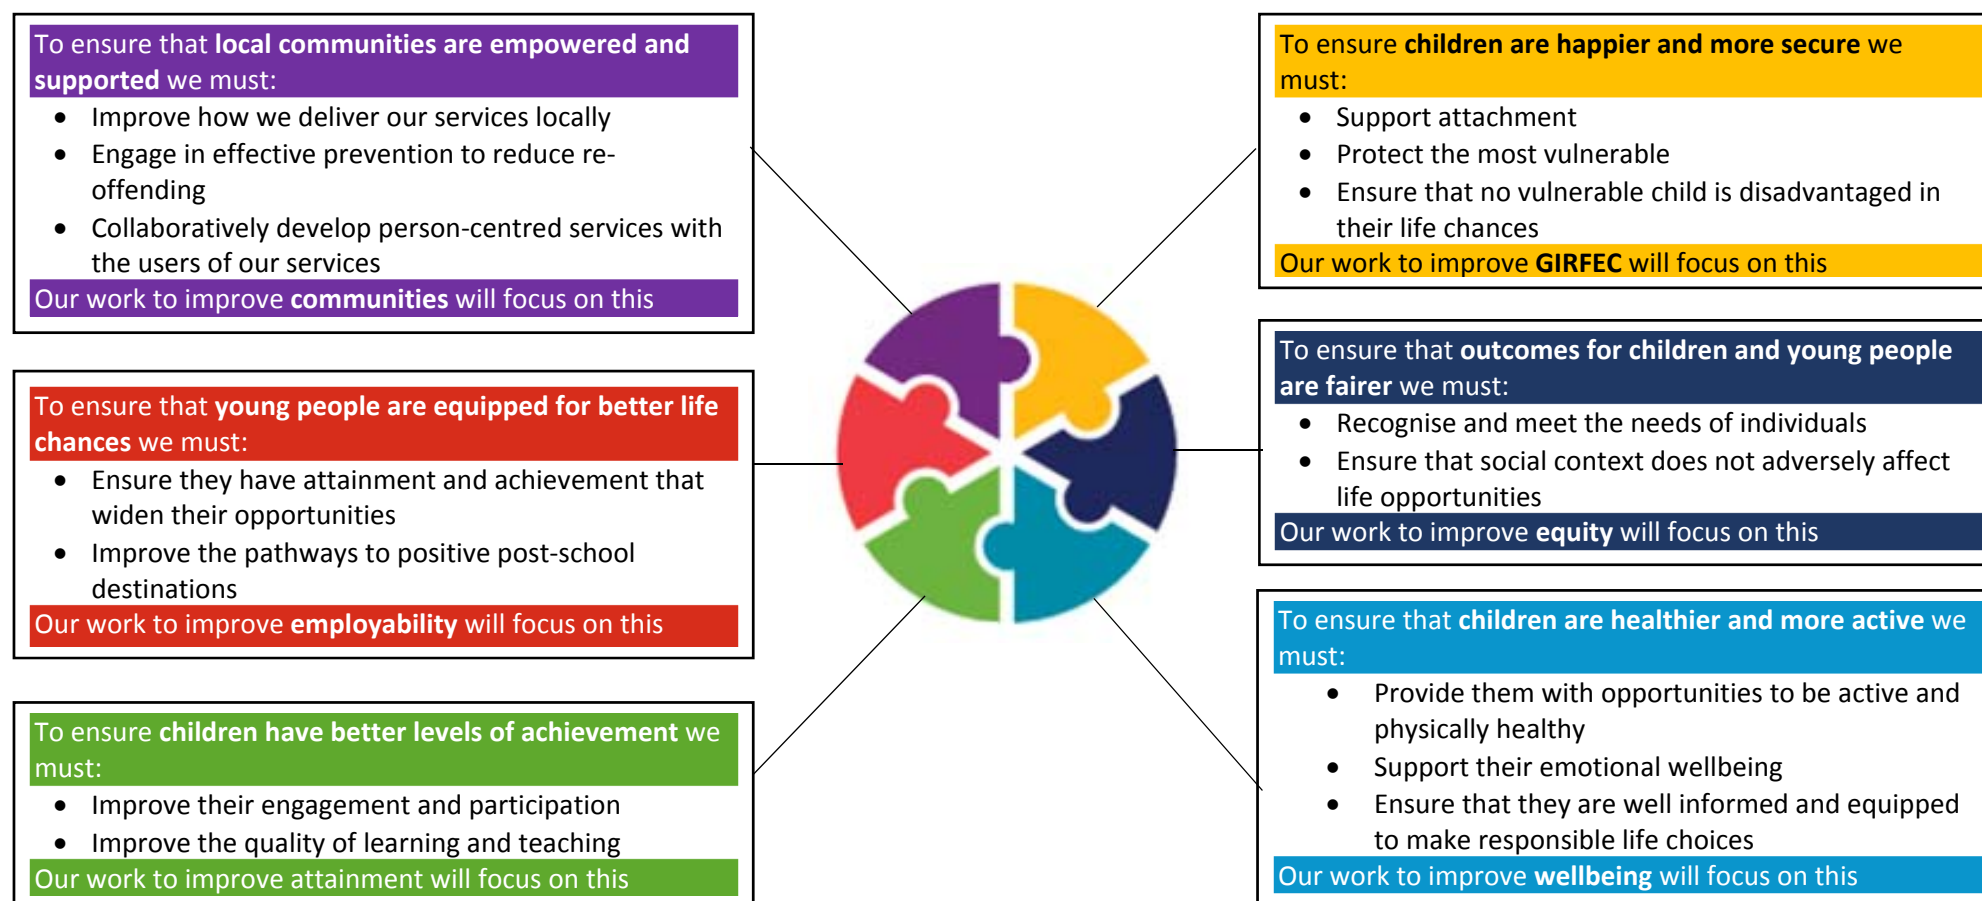 To ensure that local communities are empowered and
supported we must:
• Improve how we deliver our services locally
• Engage in effective prevention to reduce re-
offending
• Collaboratively develop person-centred services with
the users of our services
Our work to improve communities will focus on this
To ensure that young people are equipped for better life
chances we must:
• Ensure they have attainment and achievement that
widen their opportunities
• Improve the pathways to positive post-school
destinations
Our work to improve employability will focus on this
To ensure children have better levels of achievement we
must:
• Improve their engagement and participation
• Improve the quality of learning and teaching
Our work to improve attainment will focus on this
To ensure children are happier and more secure we
must:
• Support attachment
• Protect the most vulnerable
• Ensure that no vulnerable child is disadvantaged in
their life chances
Our work to improve GIRFEC will focus on this
To ensure that outcomes for children and young people
are fairer we must:
• Recognise and meet the needs of individuals
• Ensure that social context does not adversely affect
life opportunities
Our work to improve equity will focus on this
To ensure that children are healthier and more active we
must:
• Provide them with opportunities to be active and
physically healthy
• Support their emotional wellbeing
• Ensure that they are well informed and equipped
to make responsible life choices
Our work to improve wellbeing will focus on this